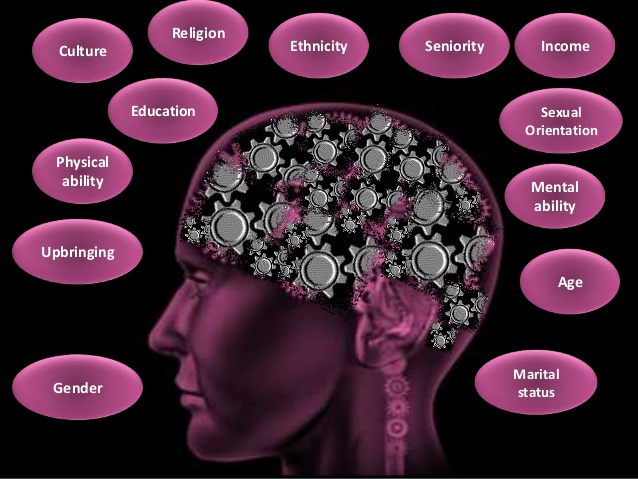 Culture
Religion
Ethnicity
Seniority
Income
Education
Sexual
Orientation
Physical
ability
Mental
ability
Upbringing
Age
Gender
Marital
status